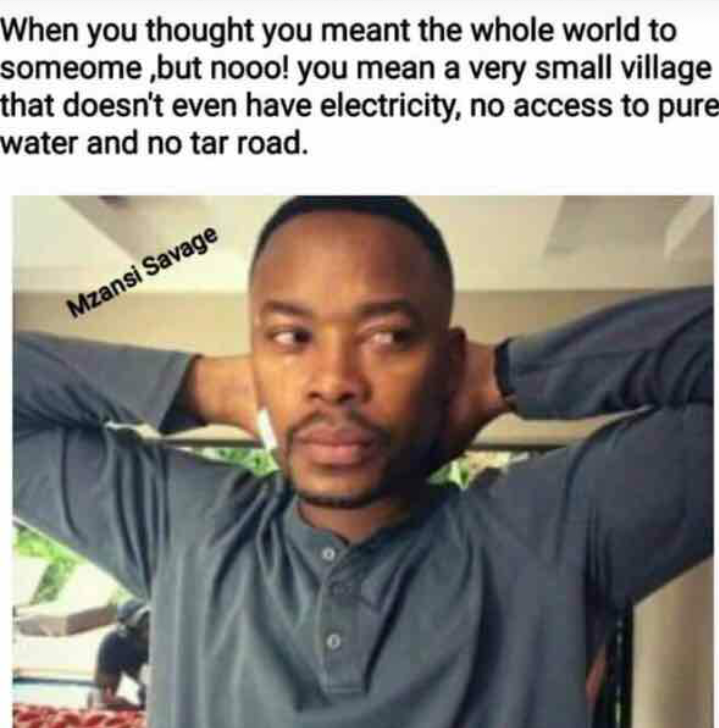 When you thought you meant the whole world to
someome ,but nooo! you mean a very small village
that doesn't even have electricity, no access to pure
water and no tar road.
Mzansi Savage